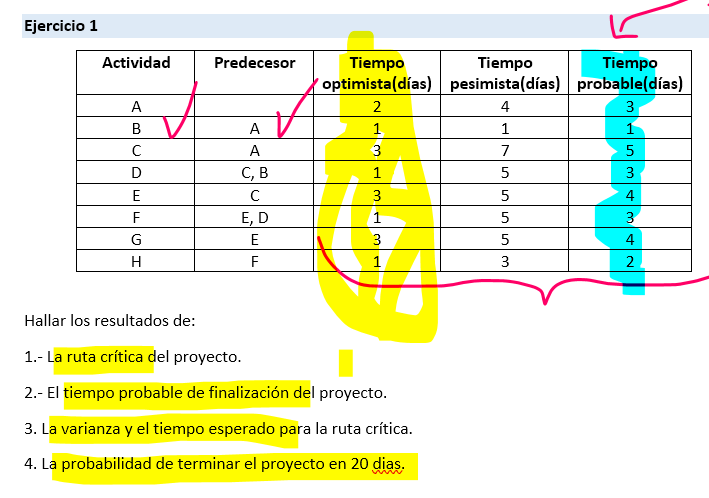 Ejercicio 1
Actividad Predecesor Tiempo optimista(días) Tiempo pesimista(días) Tiempo probable(días)
A 2 4 3
B A 1 1 1
C A 3 7 5
D C, B 1 5 3
E C 3 5 4
F E, D 1 5 3
G E 3 5 4
H F 1 3 2
Hallar los resultados de:
1.- La ruta crítica del proyecto.
2.- El tiempo probable de finalización del proyecto.
3. La varianza y el tiempo esperado para la ruta crítica.
4. La probabilidad de terminar el proyecto en 20 dias.